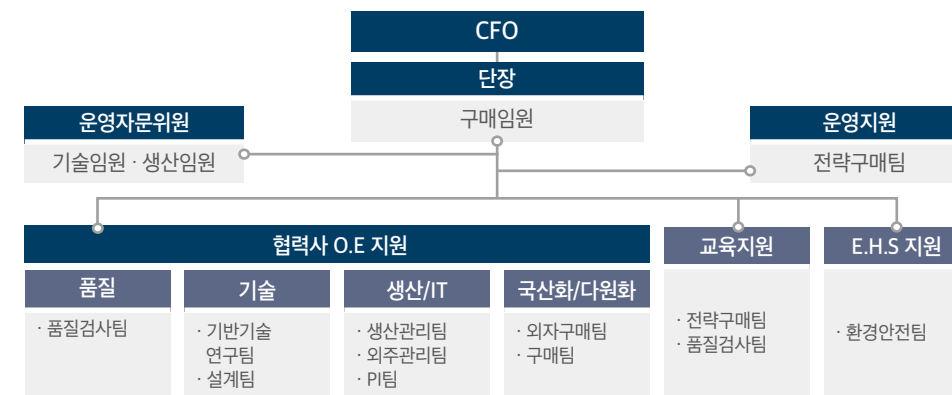 CFO
단장
구매임원
운영자문위원
기술임원 · 생산임원
운영지원
전략구매팀
협력사 O.E 지원
품질
· 품질검사팀
기술
· 기반기술
연구팀
· 설계팀
생산/IT
· 생산관리팀
· 외주관리팀
· PI팀
국산화/다원화
· 외자구매팀
· 구매팀
교육지원
· 전략구매팀
· 품질검사팀
E.H.S 지원
· 환경안전팀